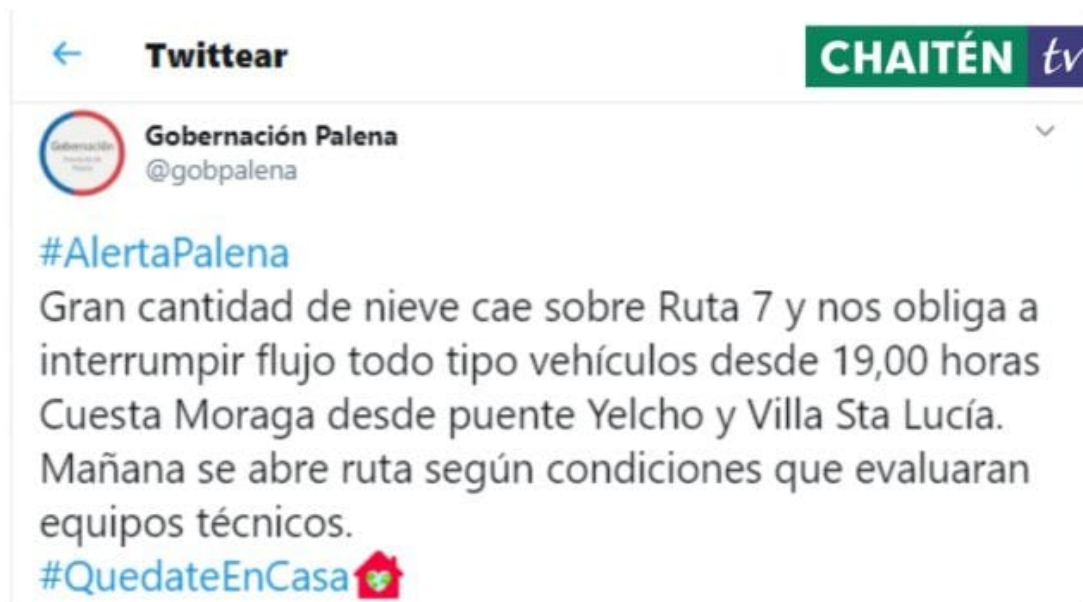 Twittear
CHAITÉN tv
Gobernación Palena
@gobpalena
#AlertaPalena
Gran cantidad de nieve cae sobre Ruta 7 y nos obliga a
interrumpir flujo todo tipo vehículos desde 19,00 horas
Cuesta Moraga desde puente Yelcho y Villa Sta Lucía.
Mañana se abre ruta según condiciones que evaluaran
equipos técnicos.
#QuedateEnCasa